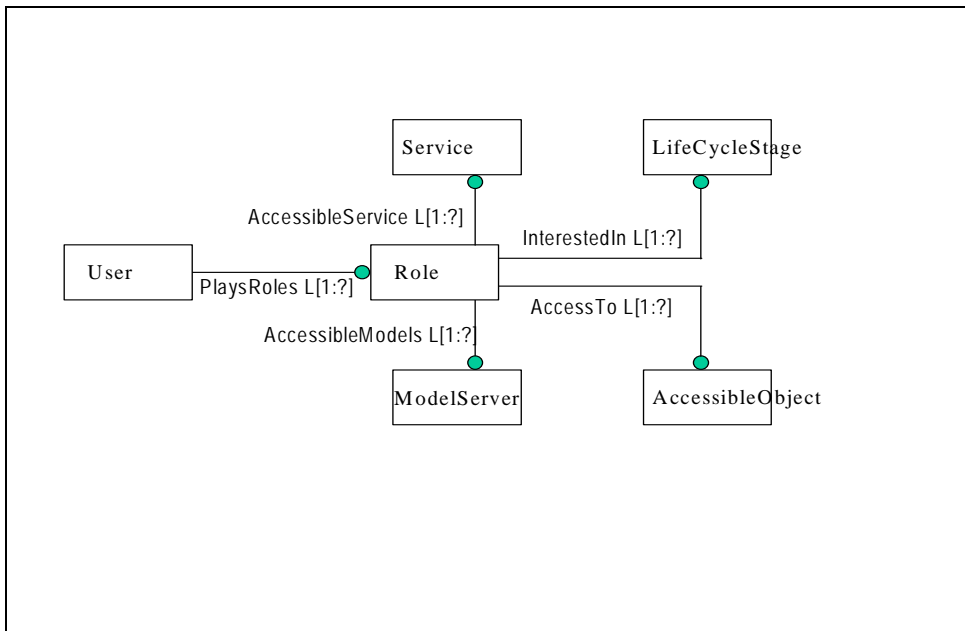 Service
LifeCycleStage
AccessibleService L[1:?]
InterestedIn L[1:?]
User
PlaysRoles L[1:?]
Role
AccessTo L[1:?]
AccessibleModels L[1:?]
ModelServer
AccessibleObject